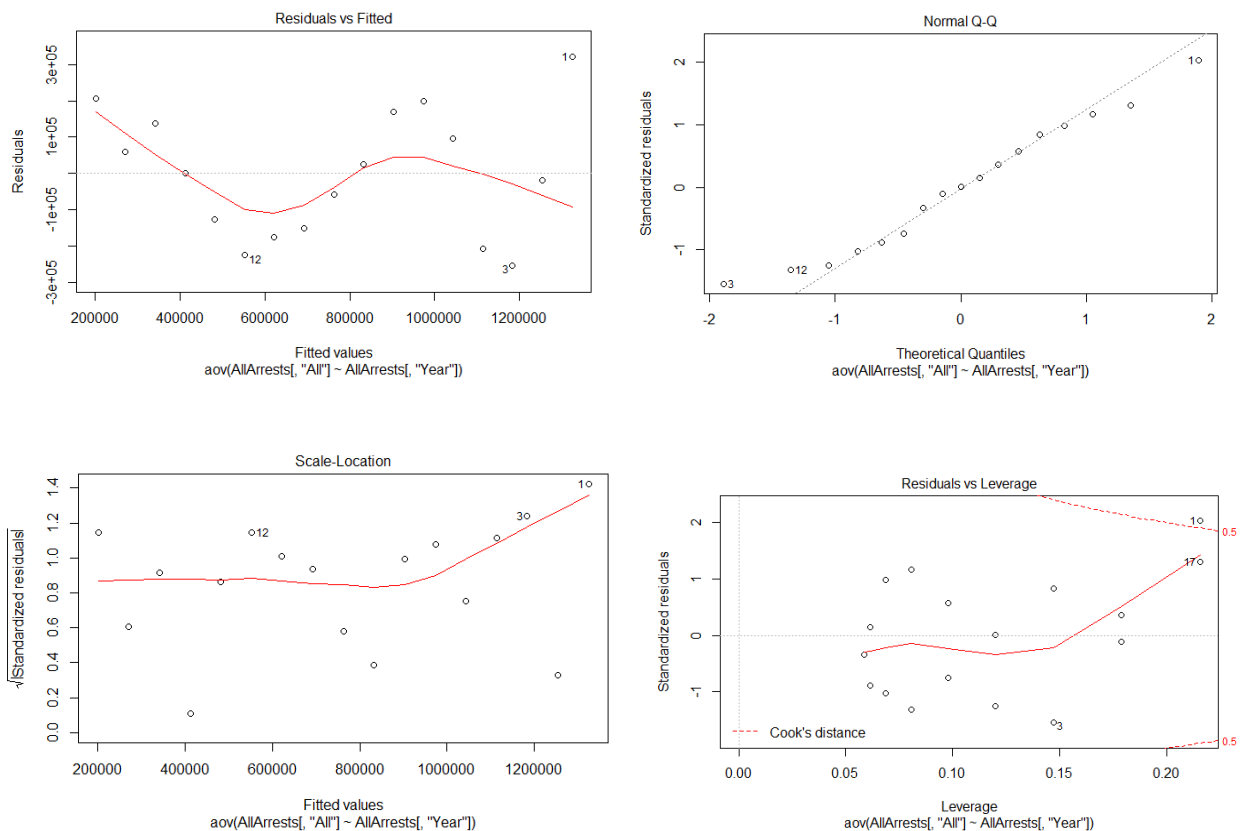 Residuals vs Fitted
Residuals
3e+05
1e+05
-1e+05
-3e+05
1
12
3
200000 400000 600000 800000 1000000 1200000
Fitted values
aov(AllArrests[, "All"] ~ AllArrests[, "Year"])
Normal Q-Q
Standardized residuals
2
1
0
-1
1
12
3
-2 -1 0 1 2
Theoretical Quantiles
aov(AllArrests[, "All"] ~ AllArrests[, "Year"])
Scale-Location
√|Standardized residuals|
1.4
1.2
1.0
0.8
0.6
0.4
0.2
0.0
1
3
12
200000 400000 600000 800000 1000000 1200000
Fitted values
aov(AllArrests[, "All"] ~ AllArrests[, "Year"])
Residuals vs Leverage
Standardized residuals
2
1
0
-1
1
0.5
17
3
Cook's distance
0.5
0.00 0.05 0.10 0.15 0.20
Leverage
aov(AllArrests[, "All"] ~ AllArrests[, "Year"])